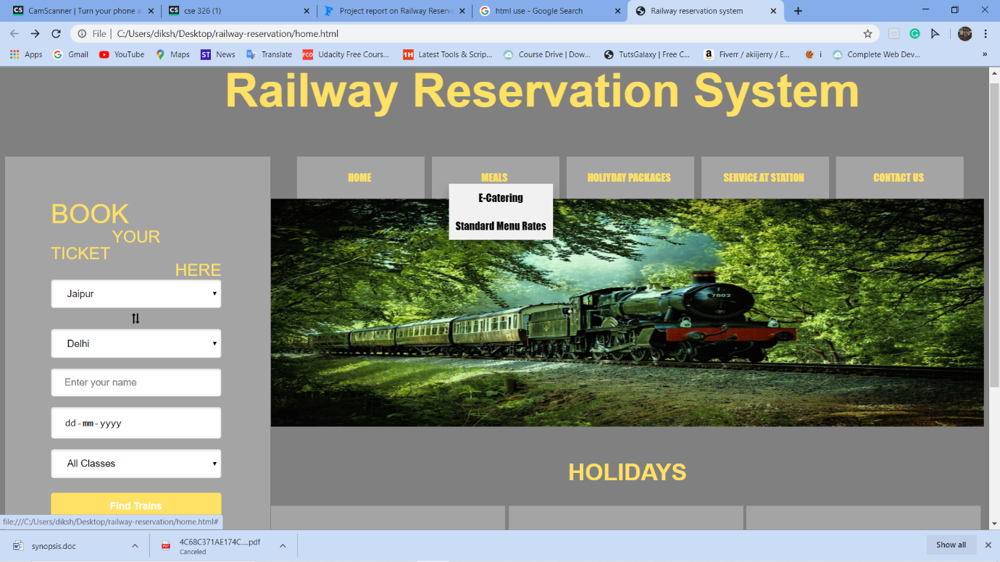 CamScanner | Turn your phone a
cse 326 (1)
Project report on Railway Reserva
html use - Google Search
Railway reservation system
File | C:/Users/diksh/Desktop/railway-reservation/home.html
Apps
Gmail
YouTube
Maps
ST News
Translate
FCO Udacity Free Cours...
1H Latest Tools & Scrip...
Course Drive | Dow...
TutsGalaxy | Free C...
Fiverr / akiijerry / E...
i
Complete Web Dev...
»
Railway Reservation System
HOME
MEALS
HOLIYDAY PACKAGES
SERVICE AT STATION
CONTACT US
E-Catering
Standard Menu Rates
BOOK
YOUR
TICKET
HERE
Jaipur
Delhi
Enter your name
dd-mm-yyyy
All Classes
Find Trains
7802
HOLIDAYS
file:///C:/Users/diksh/Desktop/railway-reservation/home.html#
synopsis.doc
4C68C371AE174C....pdf
Canceled
Show all